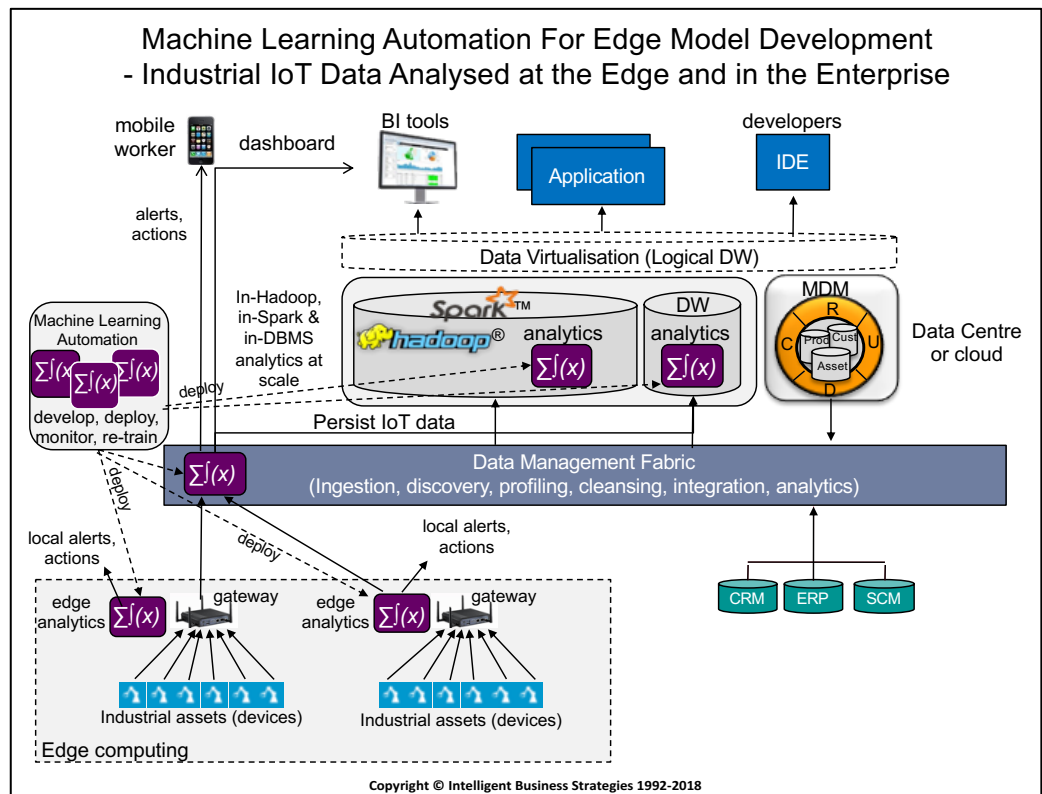 Machine Learning Automation For Edge Model Development
- Industrial IoT Data Analysed at the Edge and in the Enterprise
mobile
worker
dashboard
BI tools
Application
developers
IDE
alerts,
actions
Data Virtualisation (Logical DW)
In-Hadoop,
in-Spark &
in-DBMS
analytics at
scale
Spark™
hadoop®
analytics
∑∫(x)
DW
analytics
∑∫(x)
MDM
C
R
U
D
Prod
Cust
Asset
Data Centre
or cloud
Machine Learning
Automation
∑∫(x)
∑∫(x)
∑∫(x)
develop, deploy,
monitor, re-train
deploy
Persist IoT data
∑∫(x)
Data Management Fabric
(Ingestion, discovery, profiling, cleansing, integration, analytics)
deploy
deploy
local alerts,
actions
local alerts,
actions
edge
analytics
∑∫(x)
gateway
edge
analytics
∑∫(x)
gateway
CRM
ERP
SCM
Industrial assets (devices)
Industrial assets (devices)
Edge computing
Copyright © Intelligent Business Strategies 1992-2018